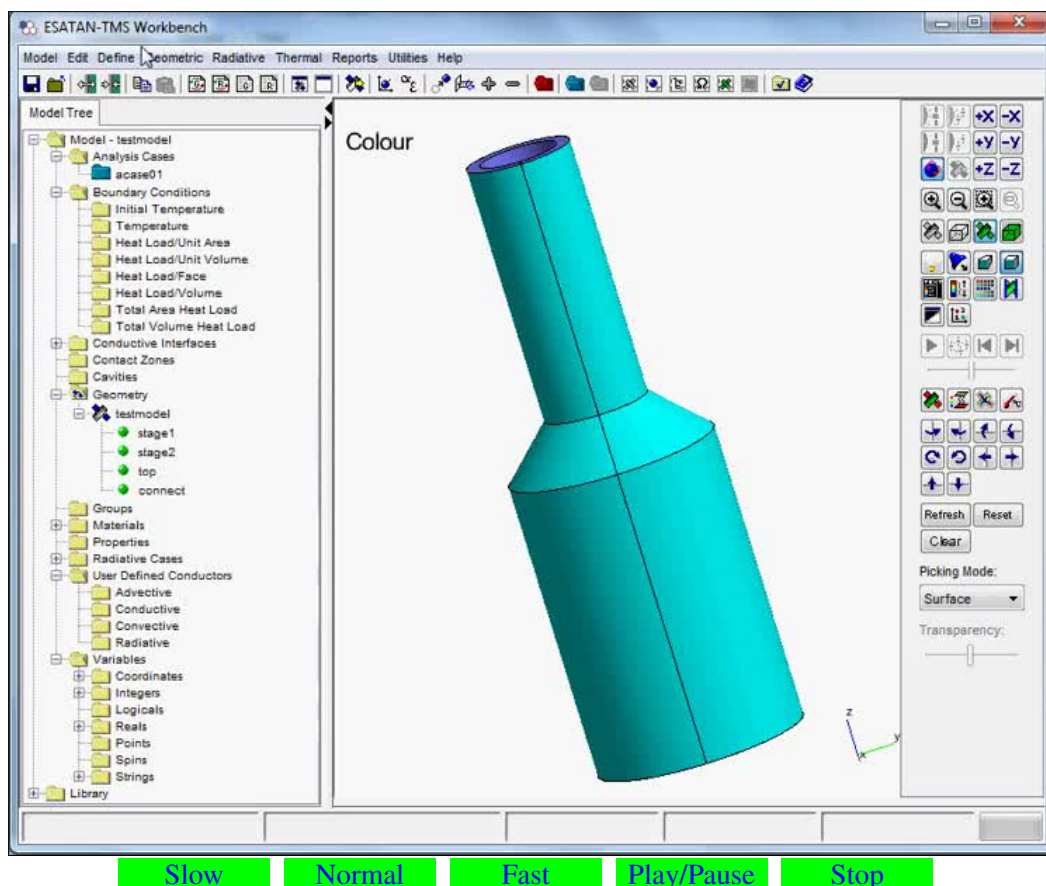 ESATAN-TMS Workbench
Model Edit Define Geometric Radiative Thermal Reports Utilities Help
Model Tree
Model - testmodel
Analysis Cases
acase01
Boundary Conditions
Initial Temperature
Temperature
Heat Load/Unit Area
Heat Load/Unit Volume
Heat Load/Face
Heat Load/Volume
Total Area Heat Load
Total Volume Heat Load
Conductive Interfaces
Contact Zones
Cavities
Geometry
testmodel
stage1
stage2
top
connect
Groups
Materials
Properties
Radiative Cases
User Defined Conductors
Advective
Conductive
Convective
Radiative
Variables
Coordinates
Integers
Logicals
Reals
Points
Spins
Strings
Library
Colour
z
y
x
+X -X
+Y -Y
+Z -Z
Refresh Reset
Clear
Picking Mode:
Surface
Transparency:
Slow Normal Fast Play/Pause Stop